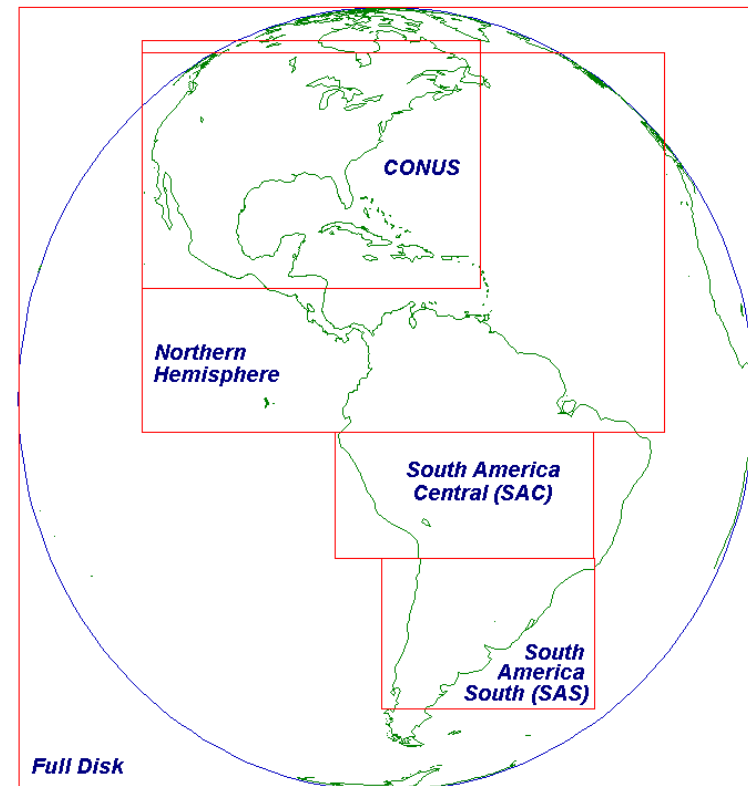 CONUS
Northern
Hemisphere
South America
Central (SAC)
South
America
South (SAS)
Full Disk